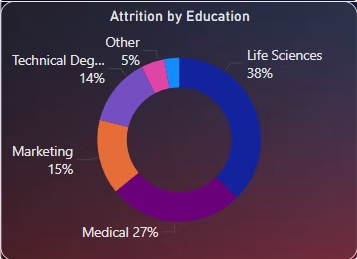 Attrition by Education
Other
5%
Life Sciences
38%
Technical Deg...
14%
Marketing
15%
Medical 27%